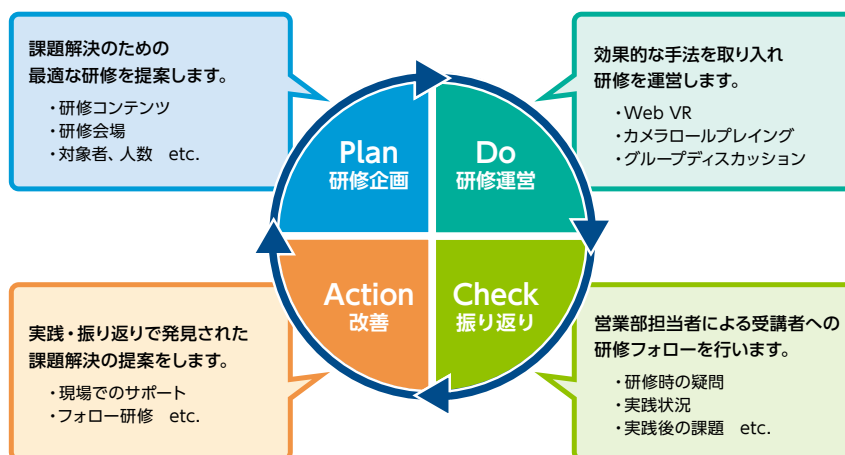 課題解決のための
最適な研修を提案します。
・研修コンテンツ
・研修会場
・対象者、人数　etc.
Plan
研修企画
Do
研修運営
効果的な手法を取り入れ
研修を運営します。
・Web VR
・カメラロールプレイング
・グループディスカッション
実践・振り返りで発見された
課題解決の提案をします。
・現場でのサポート
・フォロー研修　etc.
Action
改善
Check
振り返り
営業部担当者による受講者への
研修フォローを行います。
・研修時の疑問
・実践状況
・実践後の課題　etc.